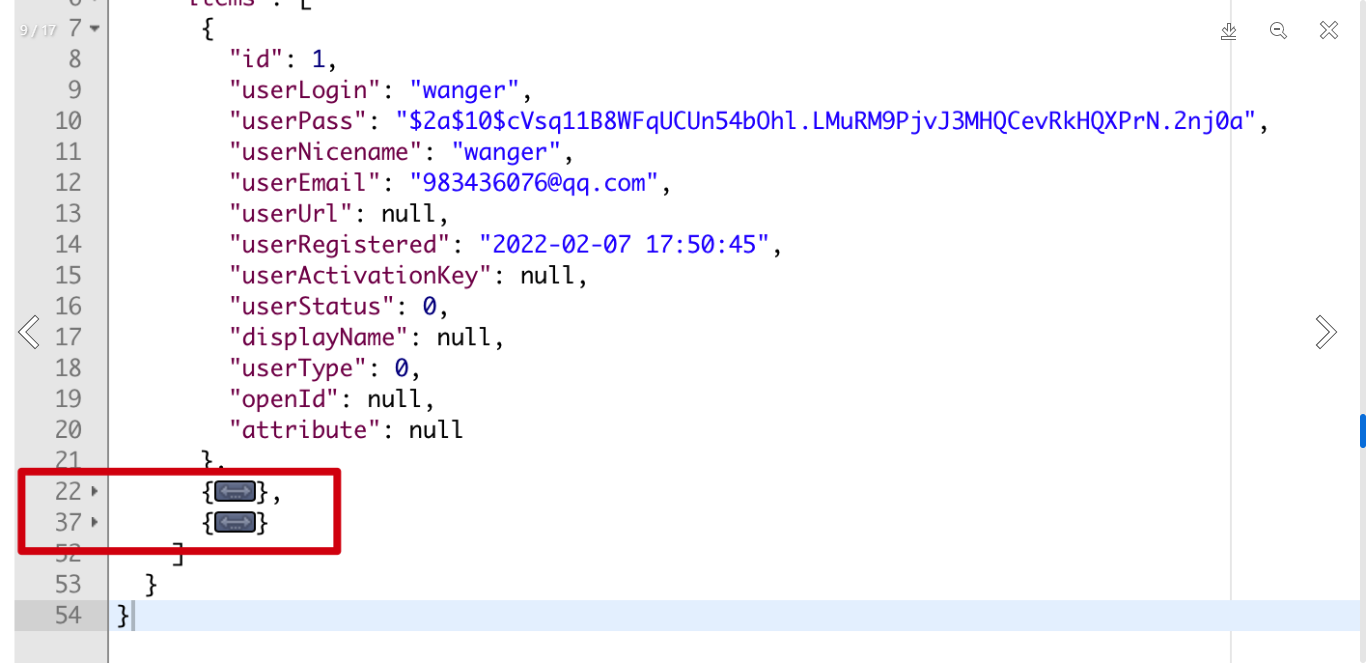 9 / 17
6 "items": [
7 {
8 "id": 1,
9 "userLogin": "wanger",
10 "userPass": "$2a$10$cVsq11B8WFqUCUn54bOhl.LMuRM9PjvJ3MHQCevRkHQXPrN.2nj0a",
11 "userNicename": "wanger",
12 "userEmail": "983436076@qq.com",
13 "userUrl": null,
14 "userRegistered": "2022-02-07 17:50:45",
15 "userActivationKey": null,
16 "userStatus": 0,
17 "displayName": null,
18 "userType": 0,
19 "openId": null,
20 "attribute": null
21 },
22 {↔},
37 {↔}
52 ]
53 }
54 }